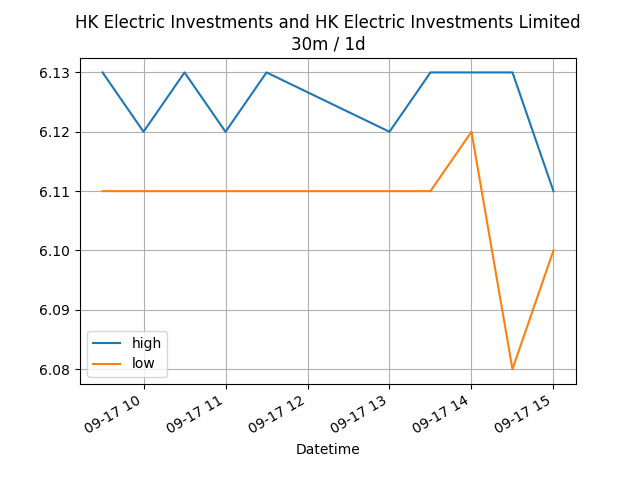 HK Electric Investments and HK Electric Investments Limited
30m / 1d
6.13
6.12
6.11
6.10
6.09
6.08
high
low
09-17 10
09-17 11
09-17 12
09-17 13
09-17 14
09-17 15
Datetime